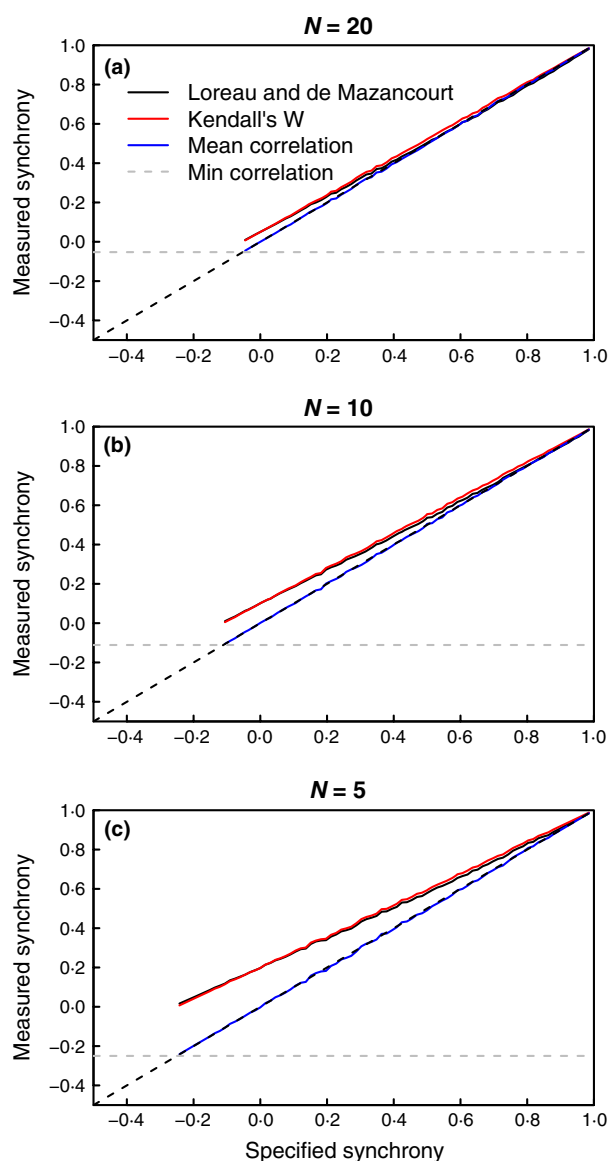 N = 20
(a)
Loreau and de Mazancourt
Kendall's W
Mean correlation
Min correlation
Measured synchrony
1·0
0·8
0·6
0·4
0·2
0·0
−0·2
−0·4
−0·4 −0·2 0·0 0·2 0·4 0·6 0·8 1·0
N = 10
(b)
Measured synchrony
1·0
0·8
0·6
0·4
0·2
0·0
−0·2
−0·4
−0·4 −0·2 0·0 0·2 0·4 0·6 0·8 1·0
N = 5
(c)
Measured synchrony
1·0
0·8
0·6
0·4
0·2
0·0
−0·2
−0·4
−0·4 −0·2 0·0 0·2 0·4 0·6 0·8 1·0
Specified synchrony